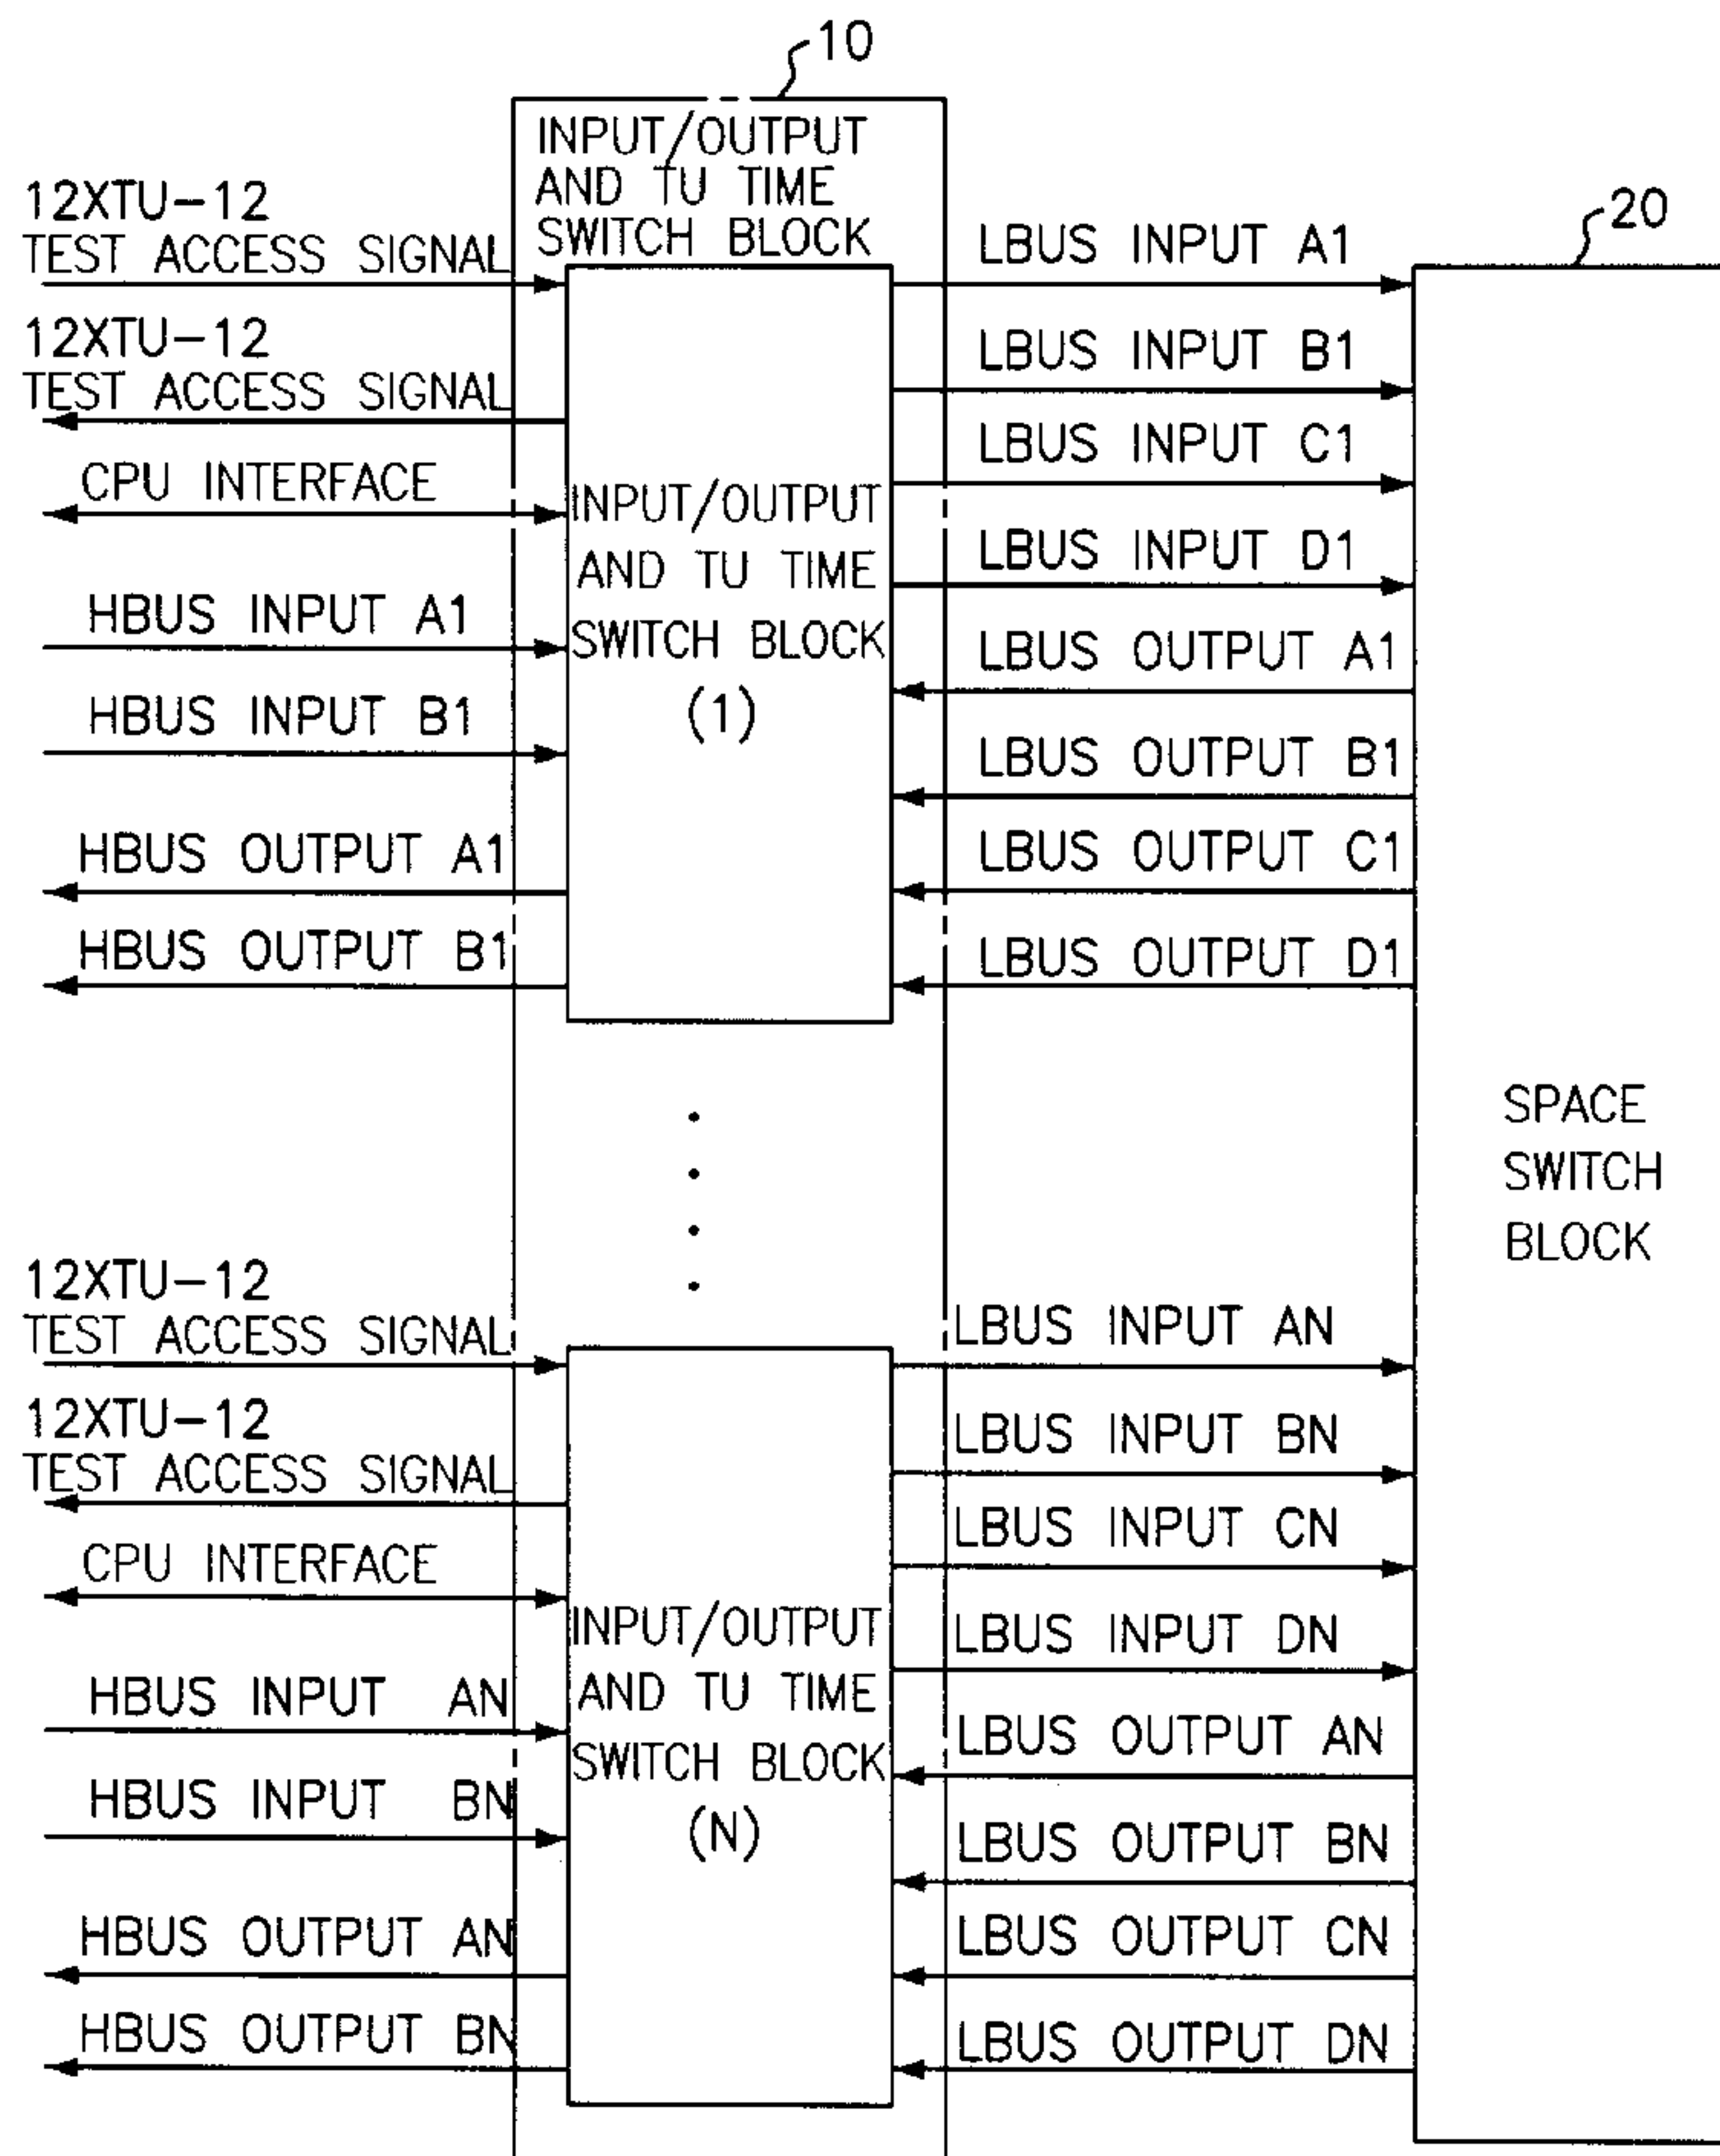 10
INPUT/OUTPUT
AND TU TIME
SWITCH BLOCK
20
12XTU-12
TEST ACCESS SIGNAL
12XTU-12
TEST ACCESS SIGNAL
CPU INTERFACE
HBUS INPUT A1
HBUS INPUT B1
HBUS OUTPUT A1
HBUS OUTPUT B1
INPUT/OUTPUT
AND TU TIME
SWITCH BLOCK
(1)
LBUS INPUT A1
LBUS INPUT B1
LBUS INPUT C1
LBUS INPUT D1
LBUS OUTPUT A1
LBUS OUTPUT B1
LBUS OUTPUT C1
LBUS OUTPUT D1
SPACE
SWITCH
BLOCK
12XTU-12
TEST ACCESS SIGNAL
12XTU-12
TEST ACCESS SIGNAL
CPU INTERFACE
HBUS INPUT AN
HBUS INPUT BN
HBUS OUTPUT AN
HBUS OUTPUT BN
INPUT/OUTPUT
AND TU TIME
SWITCH BLOCK
(N)
LBUS INPUT AN
LBUS INPUT BN
LBUS INPUT CN
LBUS INPUT DN
LBUS OUTPUT AN
LBUS OUTPUT BN
LBUS OUTPUT CN
LBUS OUTPUT DN